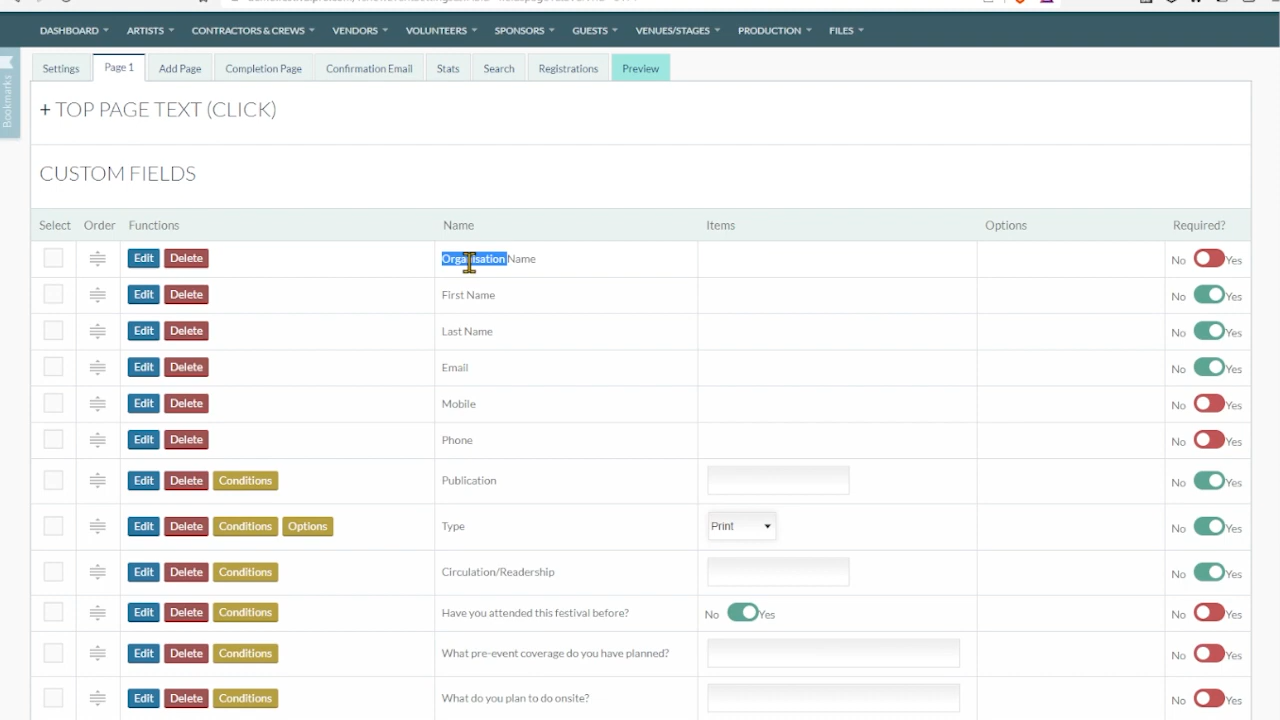 DASHBOARD ARTISTS CONTRACTORS & CREWS VENDORS VOLUNTEERS SPONSORS GUESTS VENUES/STAGES PRODUCTION FILES
Bookmarks
Settings Page 1 Add Page Completion Page Confirmation Email Stats Search Registrations Preview
+ TOP PAGE TEXT (CLICK)
CUSTOM FIELDS
Select Order Functions Name Items Options Required?
Edit Delete Organisation Name No Yes
Edit Delete First Name No Yes
Edit Delete Last Name No Yes
Edit Delete Email No Yes
Edit Delete Mobile No Yes
Edit Delete Phone No Yes
Edit Delete Conditions Publication No Yes
Edit Delete Conditions Options Type Print No Yes
Edit Delete Conditions Circulation/Readership No Yes
Edit Delete Conditions Have you attended this festival before? No Yes No Yes
Edit Delete Conditions What pre-event coverage do you have planned? No Yes
Edit Delete Conditions What do you plan to do onsite? No Yes